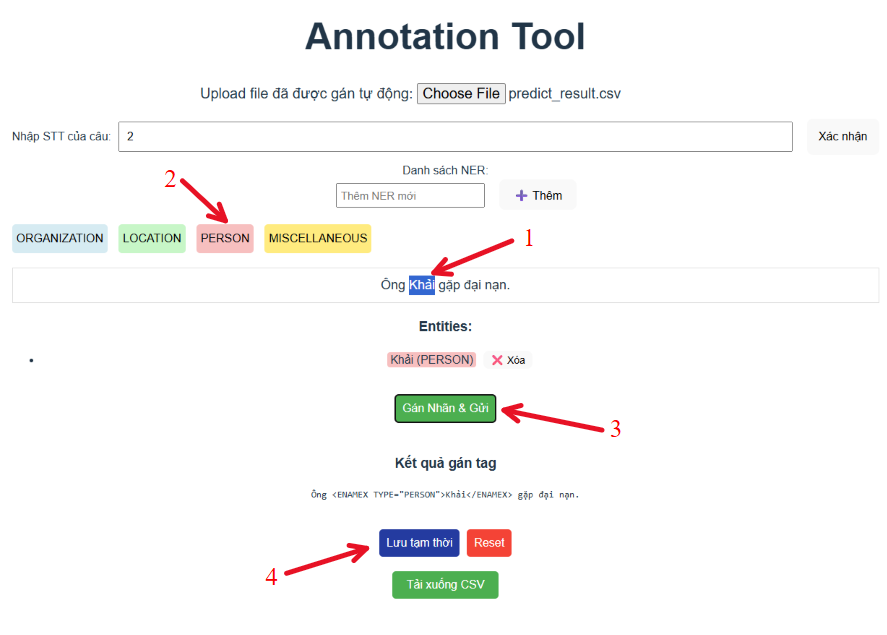 Annotation Tool
Upload file đã được gán tự động: Choose File predict_result.csv
Nhập STT của câu: 2 Xác nhận
Danh sách NER:
Thêm NER mới + Thêm
2
ORGANIZATION LOCATION PERSON MISCELLANEOUS
1
Ông Khải gặp đại nạn.
Entities:
• Khải (PERSON) ❌ Xóa
Gán Nhãn & Gửi
3
Kết quả gán tag
Ông <ENAMEX TYPE="PERSON">Khải</ENAMEX> gặp đại nạn.
Lưu tạm thời Reset
4
Tải xuống CSV